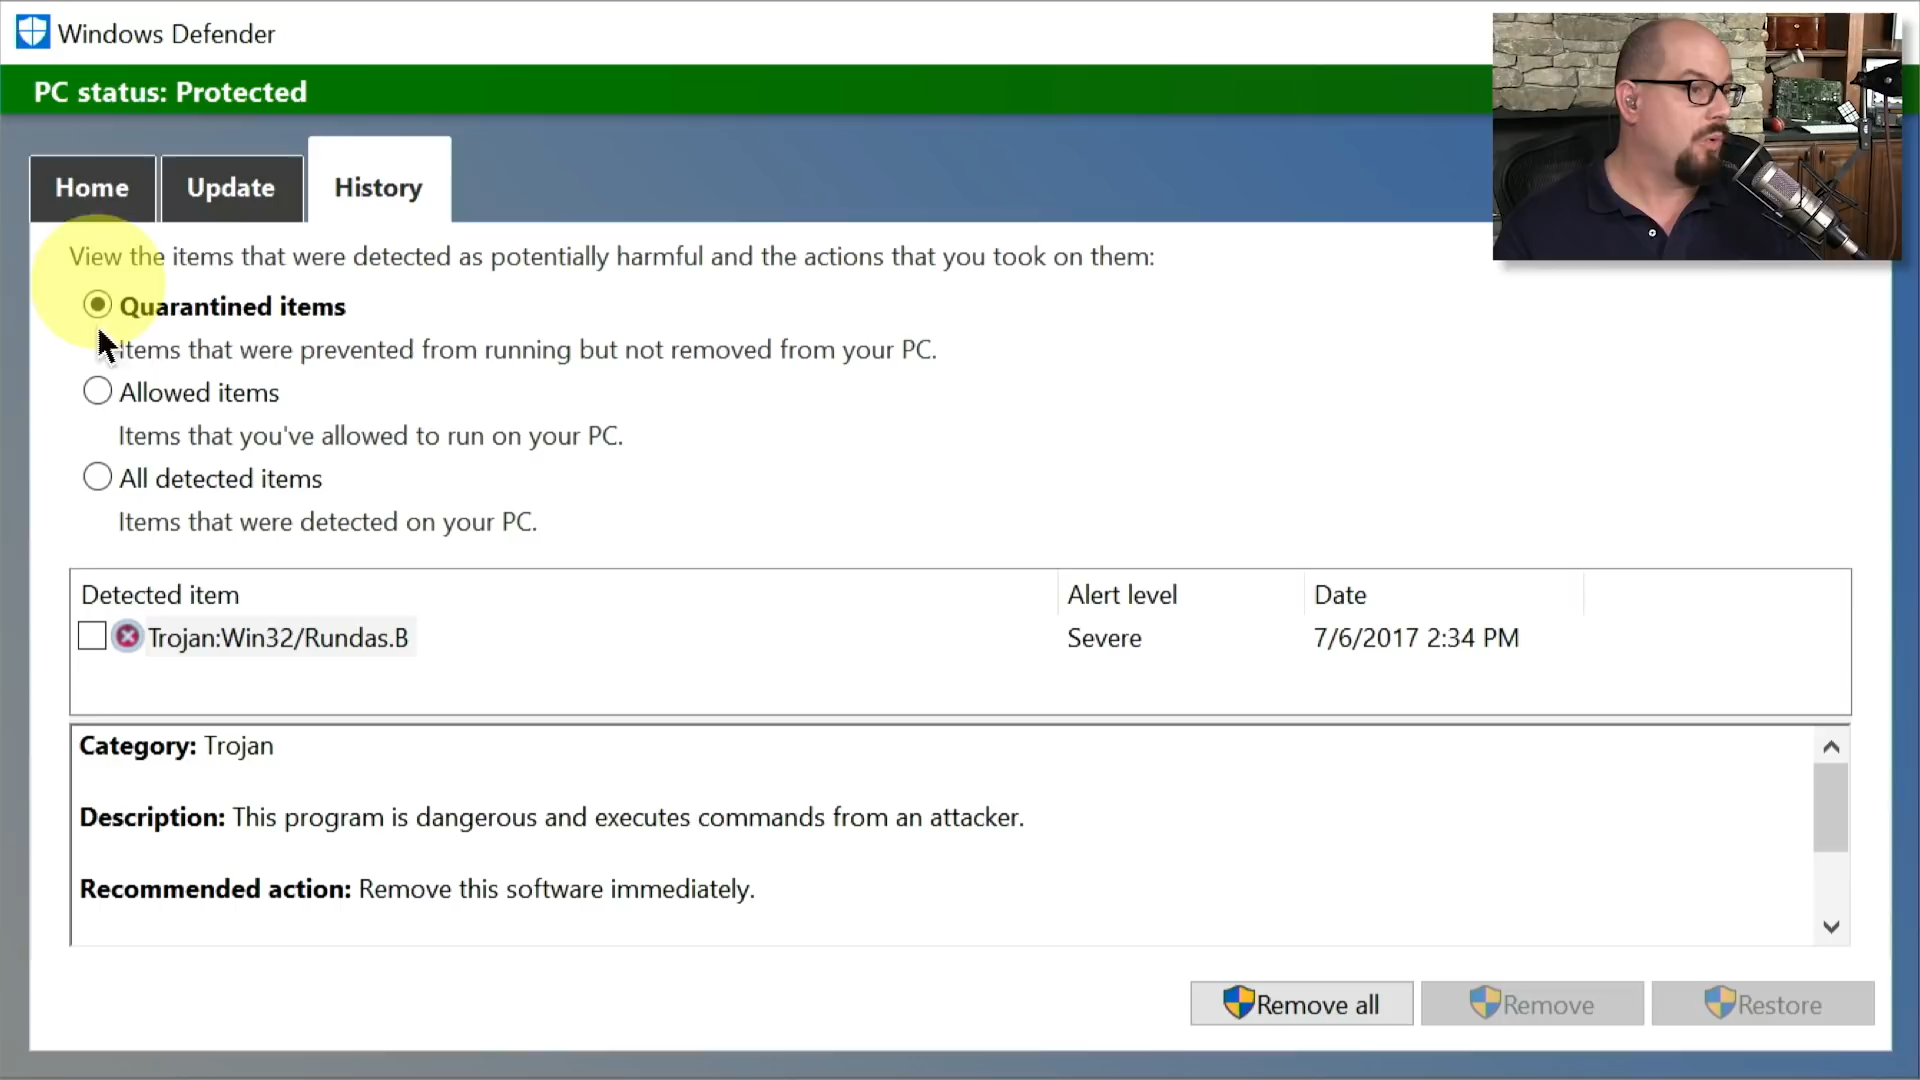 Windows Defender
PC status: Protected
Home
Update
History
View the items that were detected as potentially harmful and the actions that you took on them:
Quarantined items
Items that were prevented from running but not removed from your PC.
Allowed items
Items that you've allowed to run on your PC.
All detected items
Items that were detected on your PC.
Detected item Alert level Date
Trojan:Win32/Rundas.B Severe 7/6/2017 2:34 PM
Category: Trojan
Description: This program is dangerous and executes commands from an attacker.
Recommended action: Remove this software immediately.
Remove all
Remove
Restore